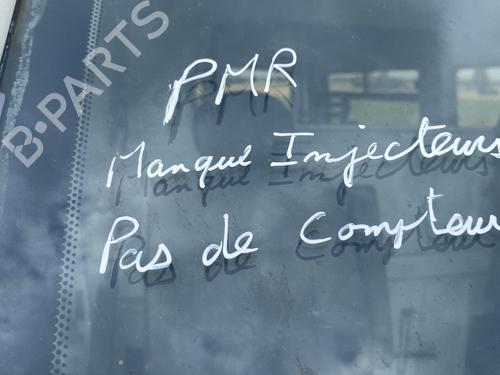 B-PARTS
PMR
Manque Injecteurs
Pas de Compteur